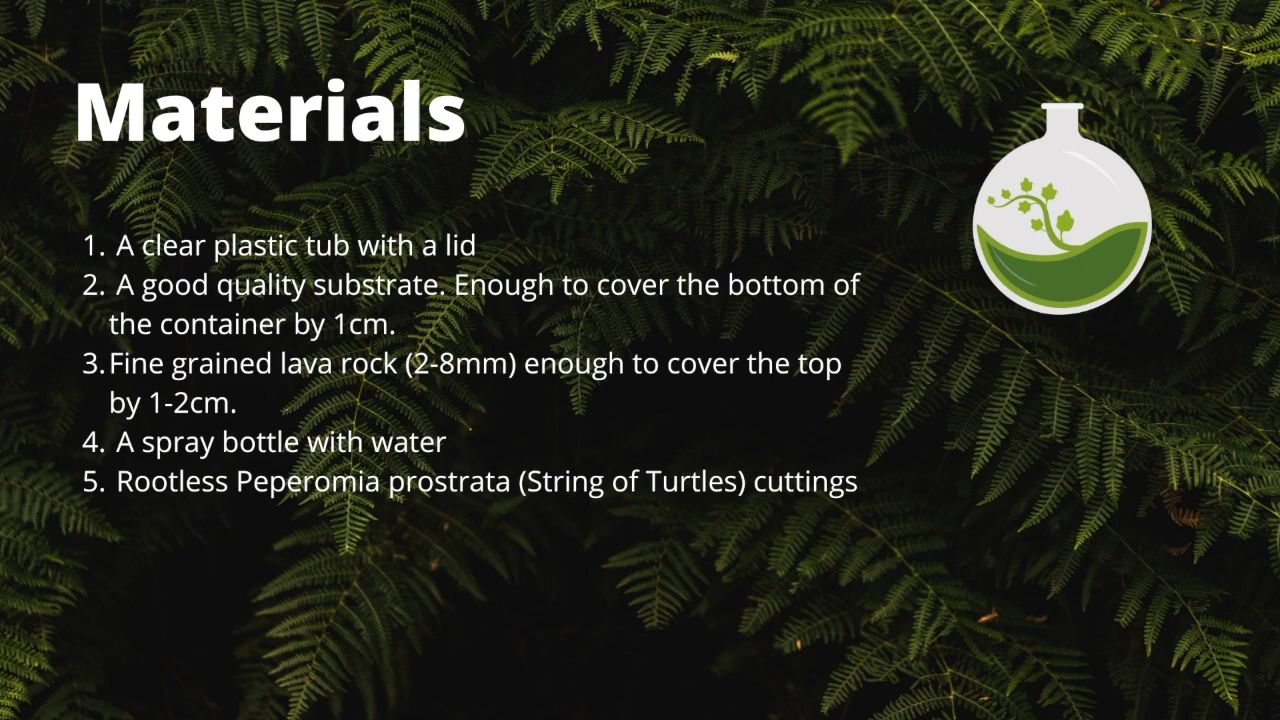 Materials
1. A clear plastic tub with a lid
2. A good quality substrate. Enough to cover the bottom of
the container by 1cm.
3. Fine grained lava rock (2-8mm) enough to cover the top
by 1-2cm.
4. A spray bottle with water
5. Rootless Peperomia prostrata (String of Turtles) cuttings